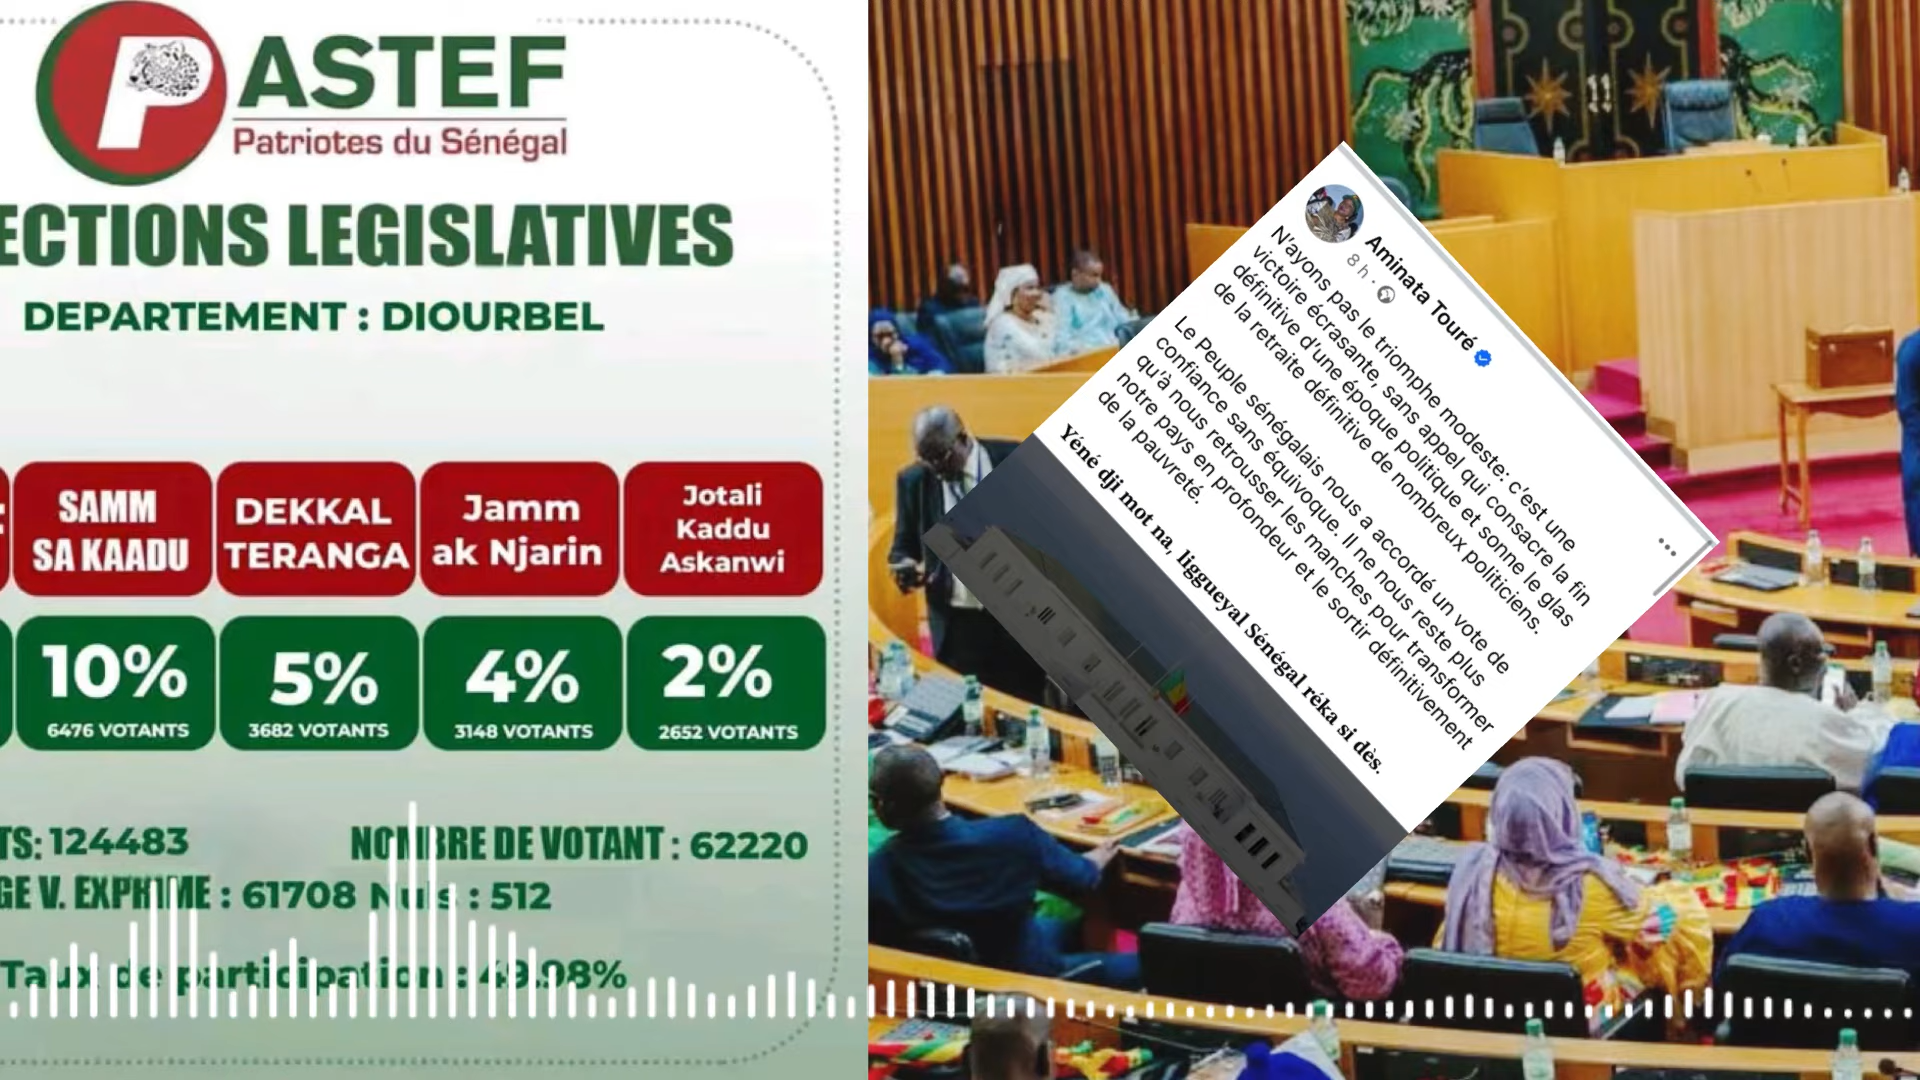 PASTEF
Patriotes du Sénégal
ECTIONS LEGISLATIVES
DEPARTEMENT : DIOURBEL
SAMM
SA KAADU
DEKKAL
TERANGA
Jamm
ak Njarin
Jotali
Kaddu
Askanwi
10%
6476 VOTANTS
5%
3682 VOTANTS
4%
3148 VOTANTS
2%
2652 VOTANTS
TS: 124483
NOMBRE DE VOTANT : 62220
GE V. EXPRIME : 61708 Nuls : 512
Taux de participation : 49.98%
Aminata Touré
8 h ·
N'ayons pas le triomphe modeste: c'est une
victoire écrasante, sans appel qui consacre la fin
définitive d'une époque politique et sonne le glas
de la retraite définitive de nombreux politiciens.
Le Peuple sénégalais nous a accordé un vote de
confiance sans équivoque. Il ne nous reste plus
qu'à nous retrousser les manches pour transformer
notre pays en profondeur et le sortir définitivement
de la pauvreté.
Yéné dji mot na, liggueyal Sénégal réka si dès.